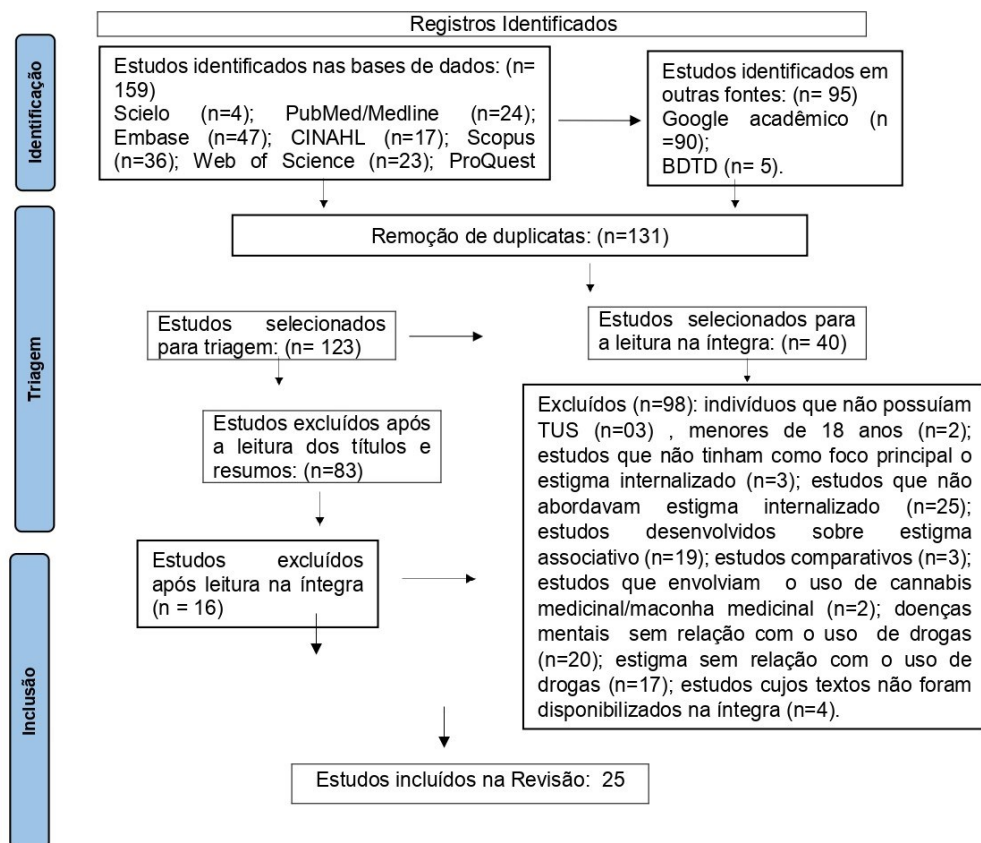 Registros Identificados
Identificação
Estudos identificados nas bases de dados: (n=
159)
Scielo (n=4); PubMed/Medline (n=24);
Embase (n=47); CINAHL (n=17); Scopus
(n=36); Web of Science (n=23); ProQuest
Estudos identificados em
outras fontes: (n= 95)
Google acadêmico (n
=90);
BDTD (n= 5).
Triagem
Remoção de duplicatas: (n=131)
Estudos selecionados
para triagem: (n= 123)
Estudos selecionados para
a leitura na íntegra: (n= 40)
Estudos excluídos após
a leitura dos títulos e
resumos: (n=83)
Excluídos (n=98): indivíduos que não possuíam
TUS (n=03) , menores de 18 anos (n=2);
estudos que não tinham como foco principal o
estigma internalizado (n=3); estudos que não
abordavam estigma internalizado (n=25);
estudos desenvolvidos sobre estigma
associativo (n=19); estudos comparativos (n=3);
estudos que envolviam o uso de cannabis
medicinal/maconha medicinal (n=2); doenças
mentais sem relação com o uso de drogas
(n=20); estigma sem relação com o uso de
drogas (n=17); estudos cujos textos não foram
disponibilizados na íntegra (n=4).
Inclusão
Estudos excluídos
após leitura na íntegra
(n = 16)
Estudos incluídos na Revisão: 25